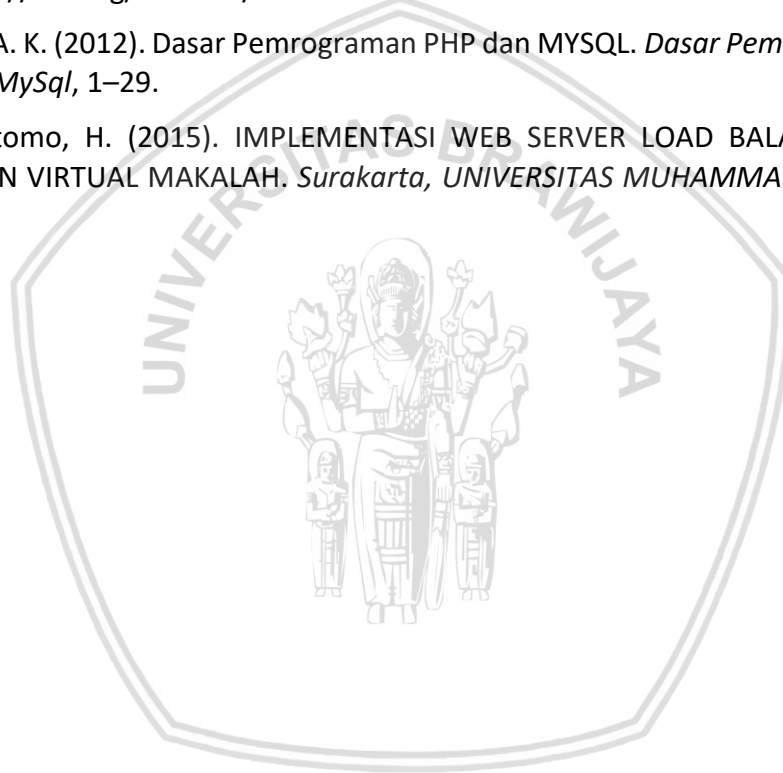 A. K. (2012). Dasar Pemrograman PHP dan MYSQL. Dasar Pem
MySql, 1–29.
tomo, H. (2015). IMPLEMENTASI WEB SERVER LOAD BALA
N VIRTUAL MAKALAH. Surakarta, UNIVERSITAS MUHAMMA
UNIVERSITAS BRAWIJAYA